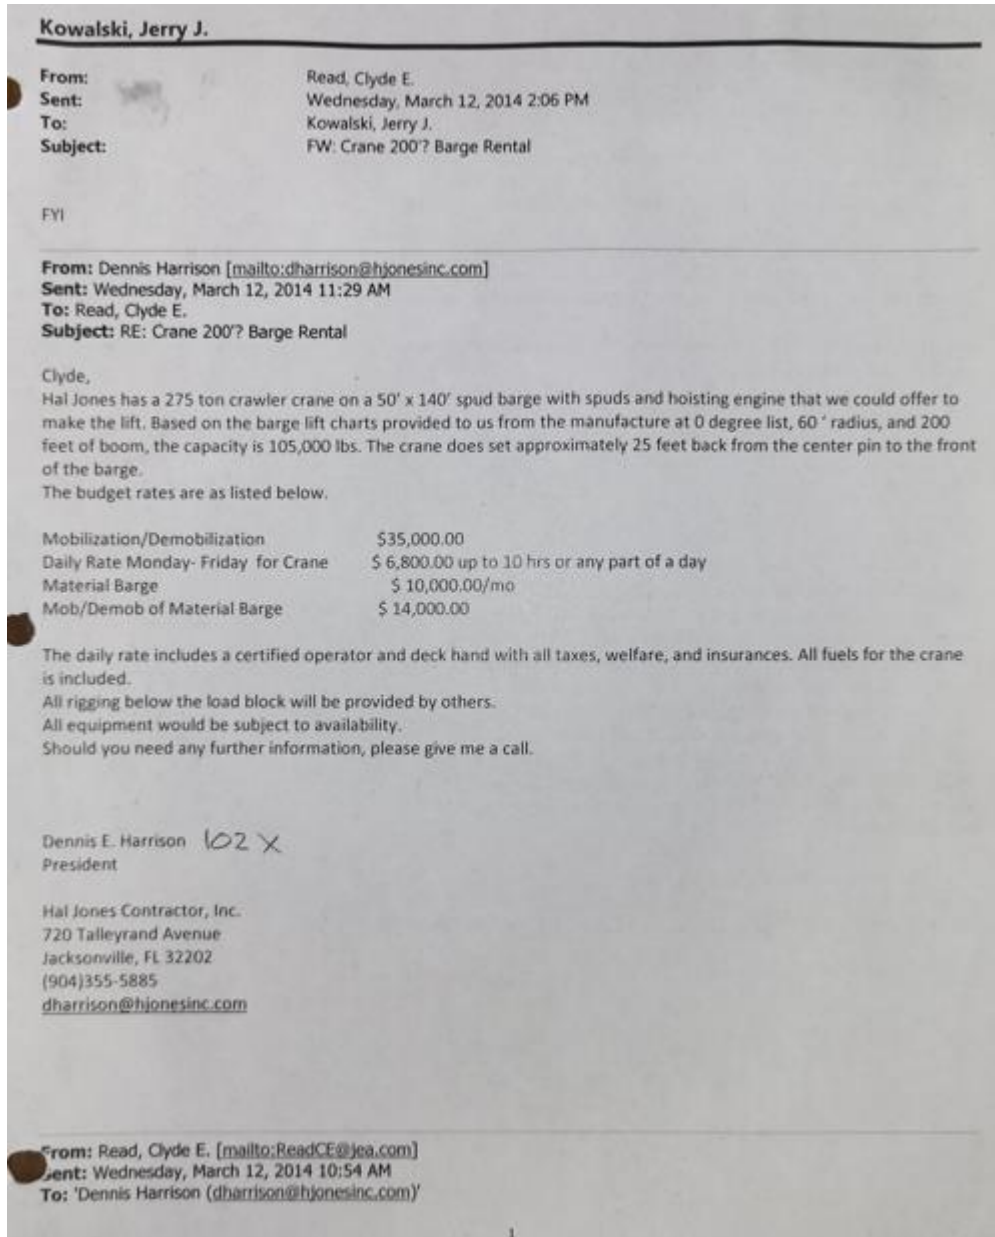 Kowalski, Jerry J.
From: Read, Clyde E.
Sent: Wednesday, March 12, 2014 2:06 PM
To: Kowalski, Jerry J.
Subject: FW: Crane 200'? Barge Rental
FYI
From: Dennis Harrison [mailto:dharrison@hjonesinc.com]
Sent: Wednesday, March 12, 2014 11:29 AM
To: Read, Clyde E.
Subject: RE: Crane 200'? Barge Rental
Clyde,
Hal Jones has a 275 ton crawler crane on a 50' x 140' spud barge with spuds and hoisting engine that we could offer to
make the lift. Based on the barge lift charts provided to us from the manufacture at 0 degree list, 60 ' radius, and 200
feet of boom, the capacity is 105,000 lbs. The crane does set approximately 25 feet back from the center pin to the front
of the barge.
The budget rates are as listed below.
Mobilization/Demobilization $35,000.00
Daily Rate Monday- Friday for Crane $ 6,800.00 up to 10 hrs or any part of a day
Material Barge $ 10,000.00/mo
Mob/Demob of Material Barge $ 14,000.00
The daily rate includes a certified operator and deck hand with all taxes, welfare, and insurances. All fuels for the crane
is included.
All rigging below the load block will be provided by others.
All equipment would be subject to availability.
Should you need any further information, please give me a call.
Dennis E. Harrison 102 X
President
Hal Jones Contractor, Inc.
720 Talleyrand Avenue
Jacksonville, FL 32202
(904)355-5885
dharrison@hjonesinc.com
From: Read, Clyde E. [mailto:ReadCE@jea.com]
Sent: Wednesday, March 12, 2014 10:54 AM
To: 'Dennis Harrison (dharrison@hjonesinc.com)'
1